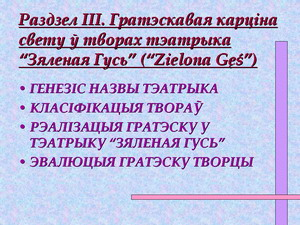 Раздзел III. Гратэскавая карціна
свету ў творах тэатрыка
“Зяленая Гусь” (“Zielona Gęś”)
• ГЕНЕЗІС НАЗВЫ ТЭАТРЫКА
• КЛАСІФІКАЦЫЯ ТВОРАЎ
• РЭАЛІЗАЦЫЯ ГРАТЭСКУ У
ТЭАТРЫКУ “ЗЯЛЕНАЯ ГУСЬ”
• ЭВАЛЮЦЫЯ ГРАТЭСКУ ТВОРЦЫ